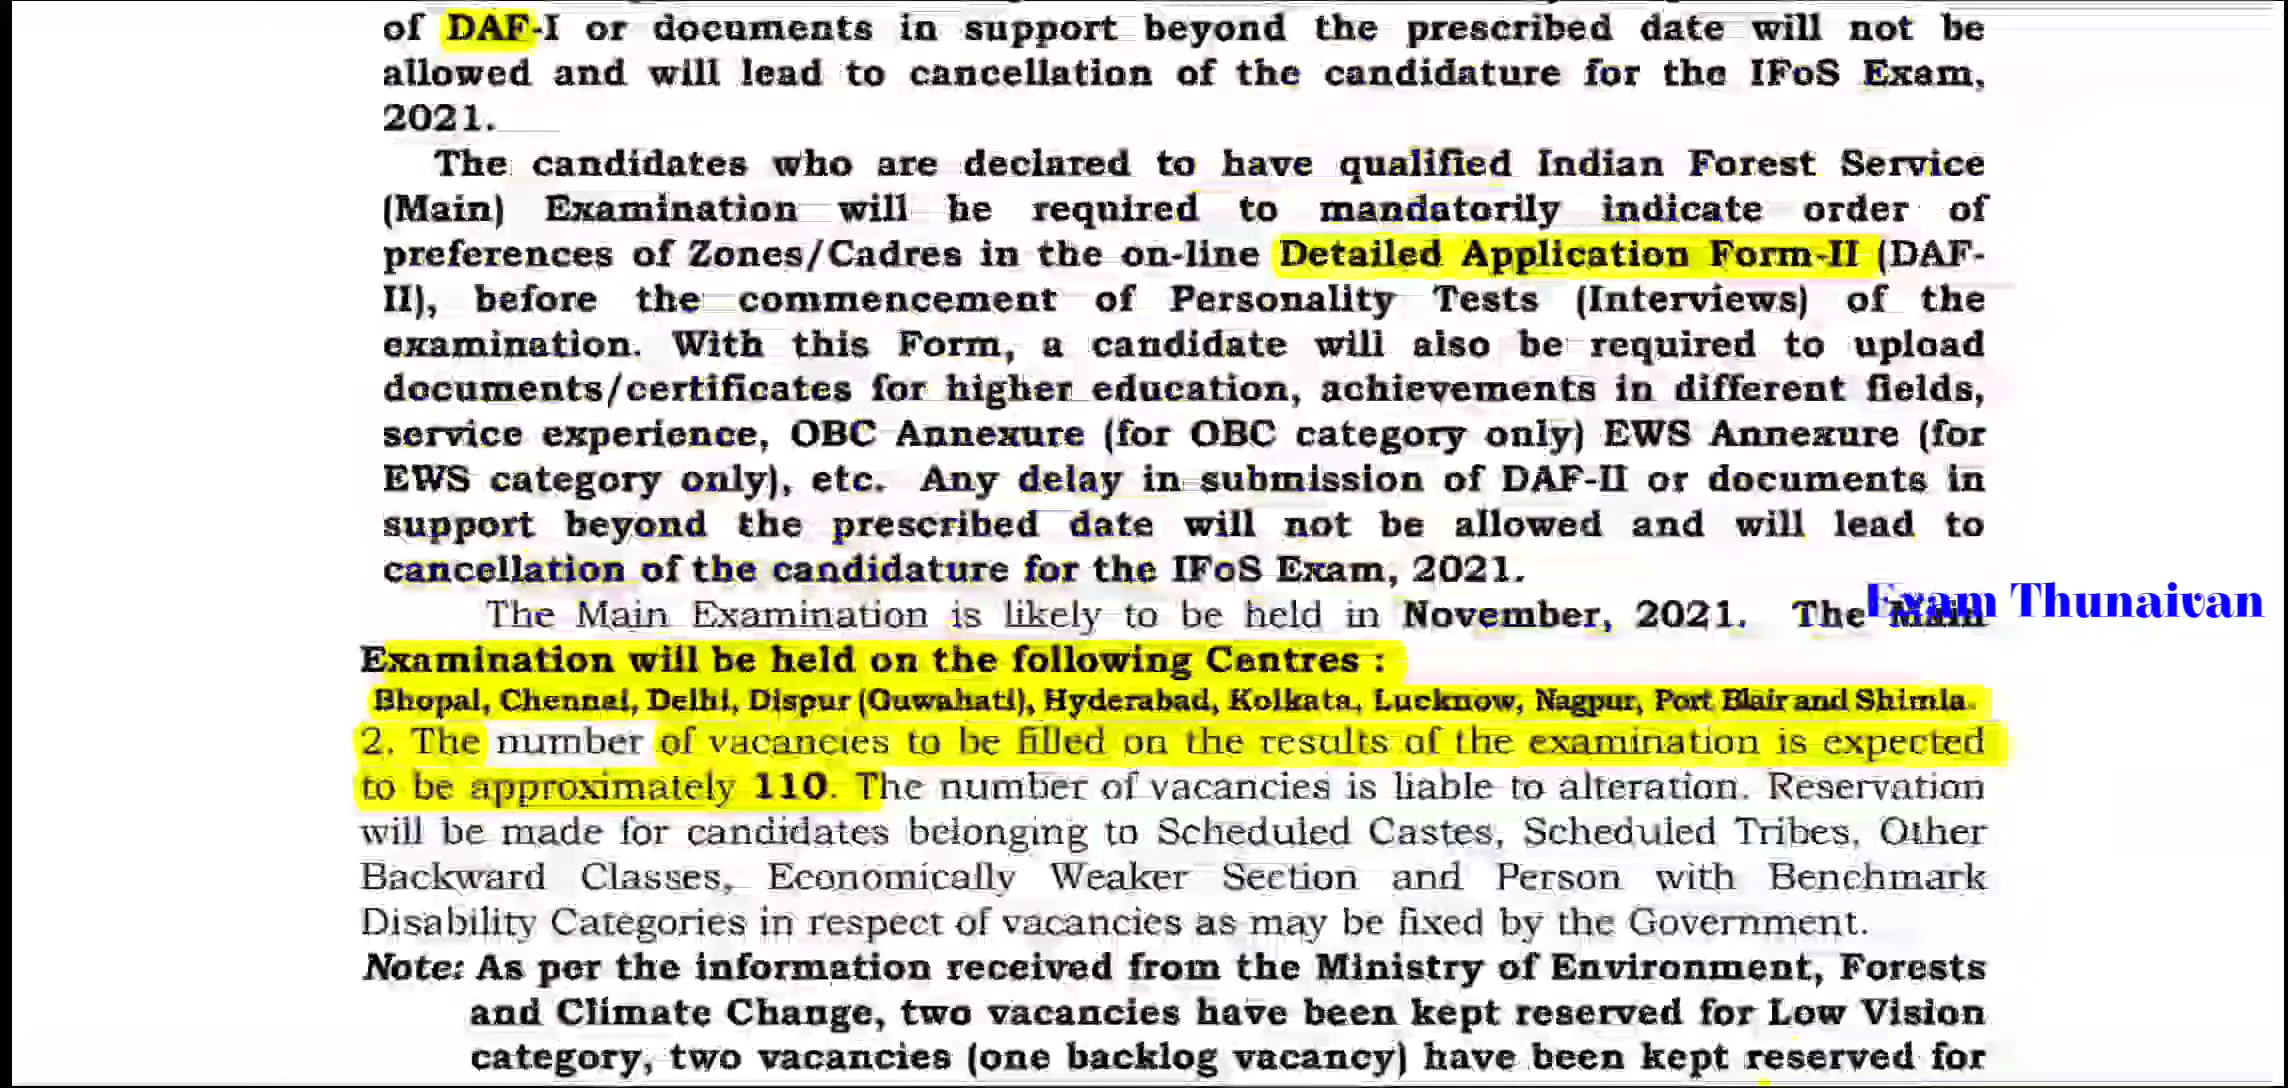 of DAF-I or documents in support beyond the prescribed date will not be
allowed and will lead to cancellation of the candidature for the IFoS Exam,
2021.
The candidates who are declared to have qualified Indian Forest Service
(Main) Examination will be required to mandatorily indicate order of
preferences of Zones/Cadres in the on-line Detailed Application Form-II (DAF-
II), before the commencement of Personality Tests (Interviews) of the
examination. With this Form, a candidate will also be required to upload
documents/certificates for higher education, achievements in different fields,
service experience, OBC Annexure (for OBC category only) EWS Annexure (for
EWS category only), etc. Any delay in submission of DAF-II or documents in
support beyond the prescribed date will not be allowed and will lead to
cancellation of the candidature for the IFoS Exam, 2021.
The Main Examination is likely to be held in November, 2021. The Main
Exam Thunaivan
Examination will be held on the following Centres :
Bhopal, Chennai, Delhi, Dispur (Guwahati), Hyderabad, Kolkata, Lucknow, Nagpur, Port Blair and Shimla.
2. The number of vacancies to be filled on the results of the examination is expected
to be approximately 110. The number of vacancies is liable to alteration. Reservation
will be made for candidates belonging to Scheduled Castes, Scheduled Tribes, Other
Backward Classes, Economically Weaker Section and Person with Benchmark
Disability Categories in respect of vacancies as may be fixed by the Government.
Note: As per the information received from the Ministry of Environment, Forests
and Climate Change, two vacancies have been kept reserved for Low Vision
category, two vacancies (one backlog vacancy) have been kept reserved for